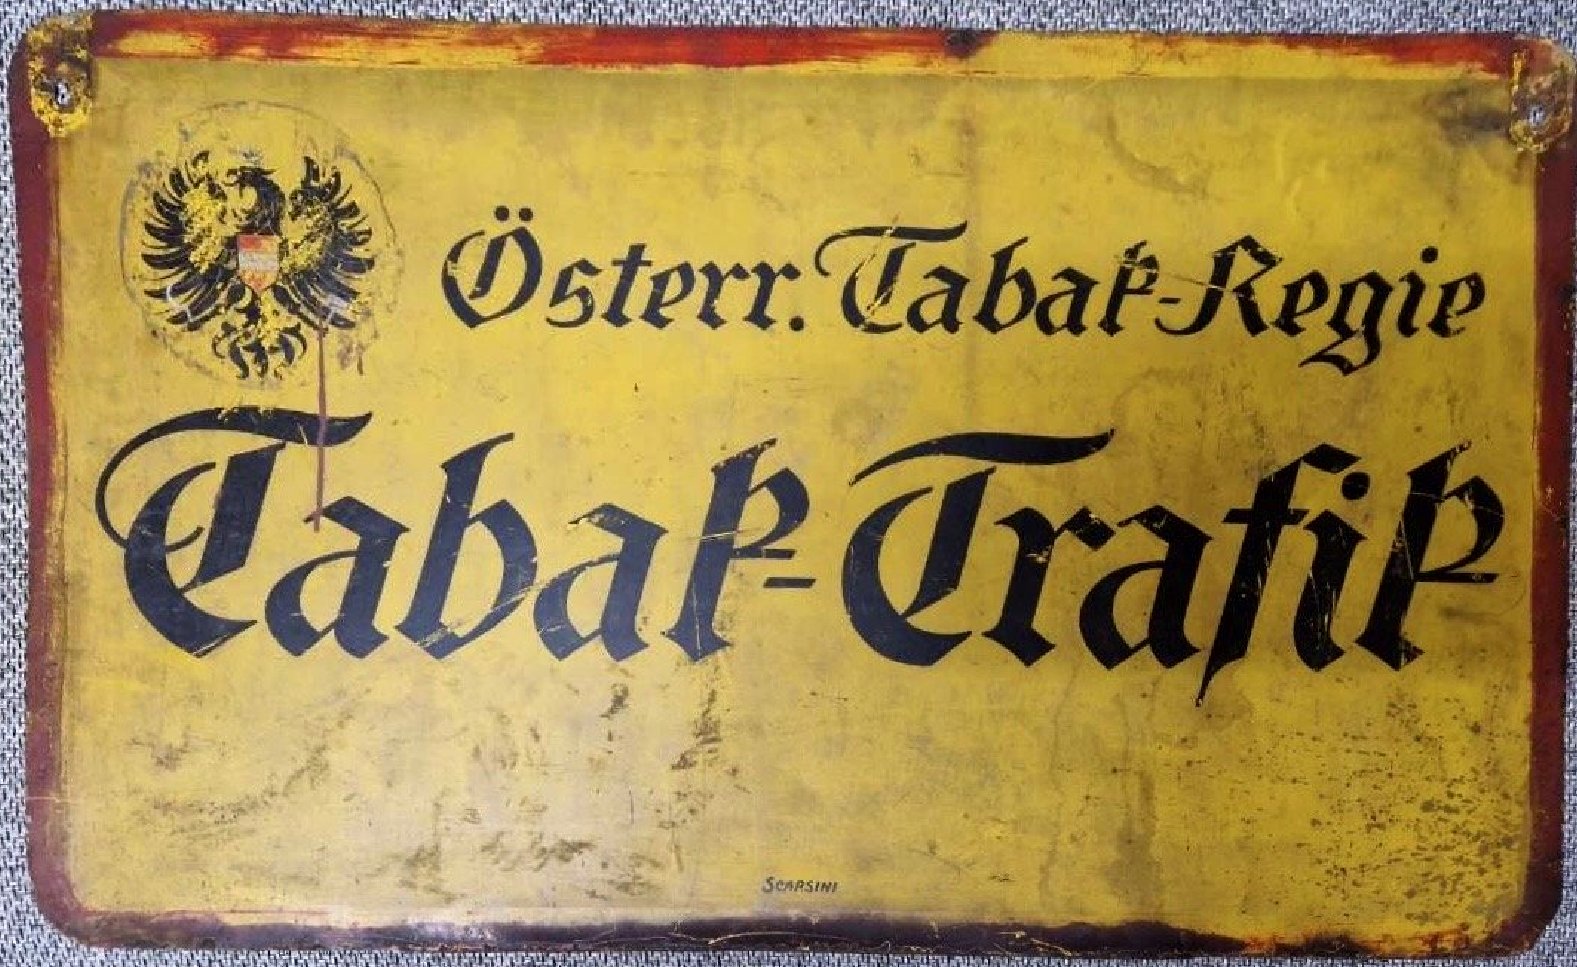 Österr. Tabak-Regie
Tabak-Trafik
SCARSINI